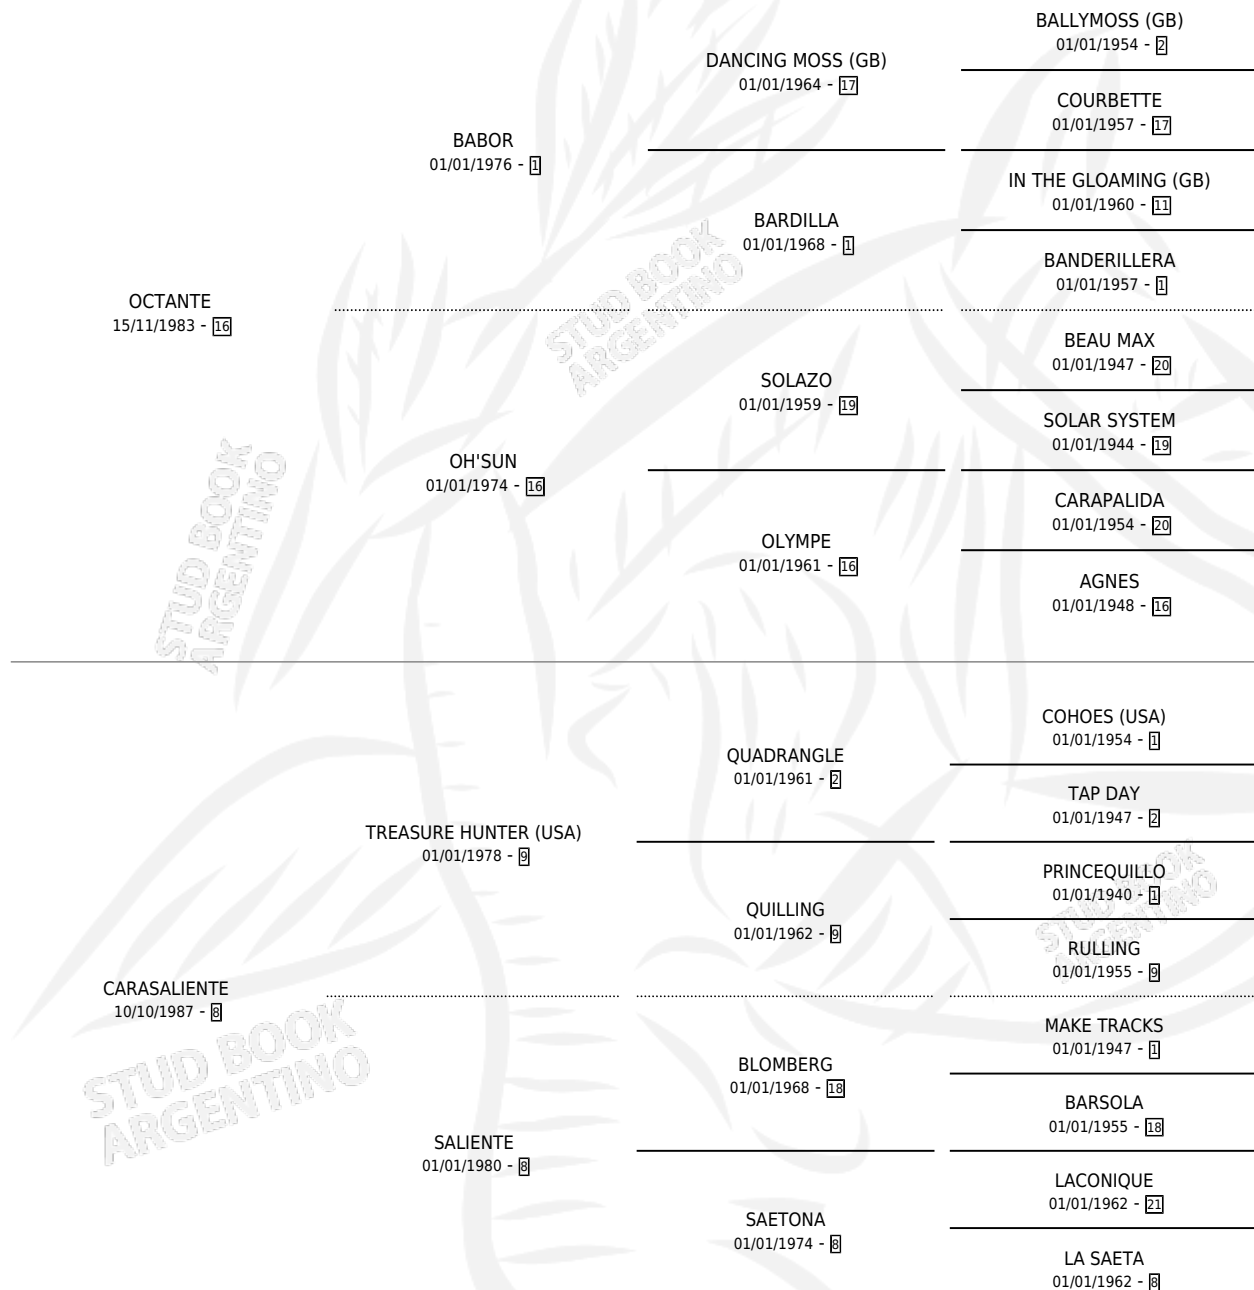 BALLYMOSS (GB)
01/01/1954 - 2
DANCING MOSS (GB)
01/01/1964 - 17
COURBETTE
01/01/1957 - 17
BABOR
01/01/1976 - 1
IN THE GLOAMING (GB)
01/01/1960 - 11
BARDILLA
01/01/1968 - 1
BANDERILLERA
01/01/1957 - 1
OCTANTE
15/11/1983 - 16
BEAU MAX
01/01/1947 - 20
SOLAZO
01/01/1959 - 19
SOLAR SYSTEM
01/01/1944 - 19
OH'SUN
01/01/1974 - 16
CARAPALIDA
01/01/1954 - 20
OLYMPE
01/01/1961 - 16
AGNES
01/01/1948 - 16
COHOES (USA)
01/01/1954 - 1
QUADRANGLE
01/01/1961 - 2
TAP DAY
01/01/1947 - 2
TREASURE HUNTER (USA)
01/01/1978 - 9
PRINCEQUILLO
01/01/1940 - 1
QUILLING
01/01/1962 - 9
RULLING
01/01/1955 - 9
CARASALIENTE
10/10/1987 - 8
MAKE TRACKS
01/01/1947 - 1
BLOMBERG
01/01/1968 - 18
BARSOLA
01/01/1955 - 18
SALIENTE
01/01/1980 - 8
LACONIQUE
01/01/1962 - 21
SAETONA
01/01/1974 - 8
LA SAETA
01/01/1962 - 8
STUD BOOK
ARGENTINO
STUD BOOK
ARGENTINO
STUD BOOK
ARGENTINO
STUD BOOK
ARGENTINO